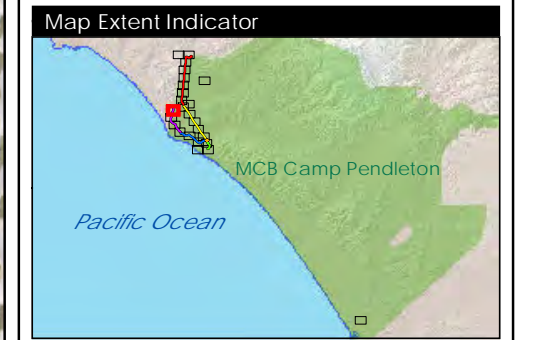 Map Extent Indicator
MCB Camp Pendleton
Pacific Ocean